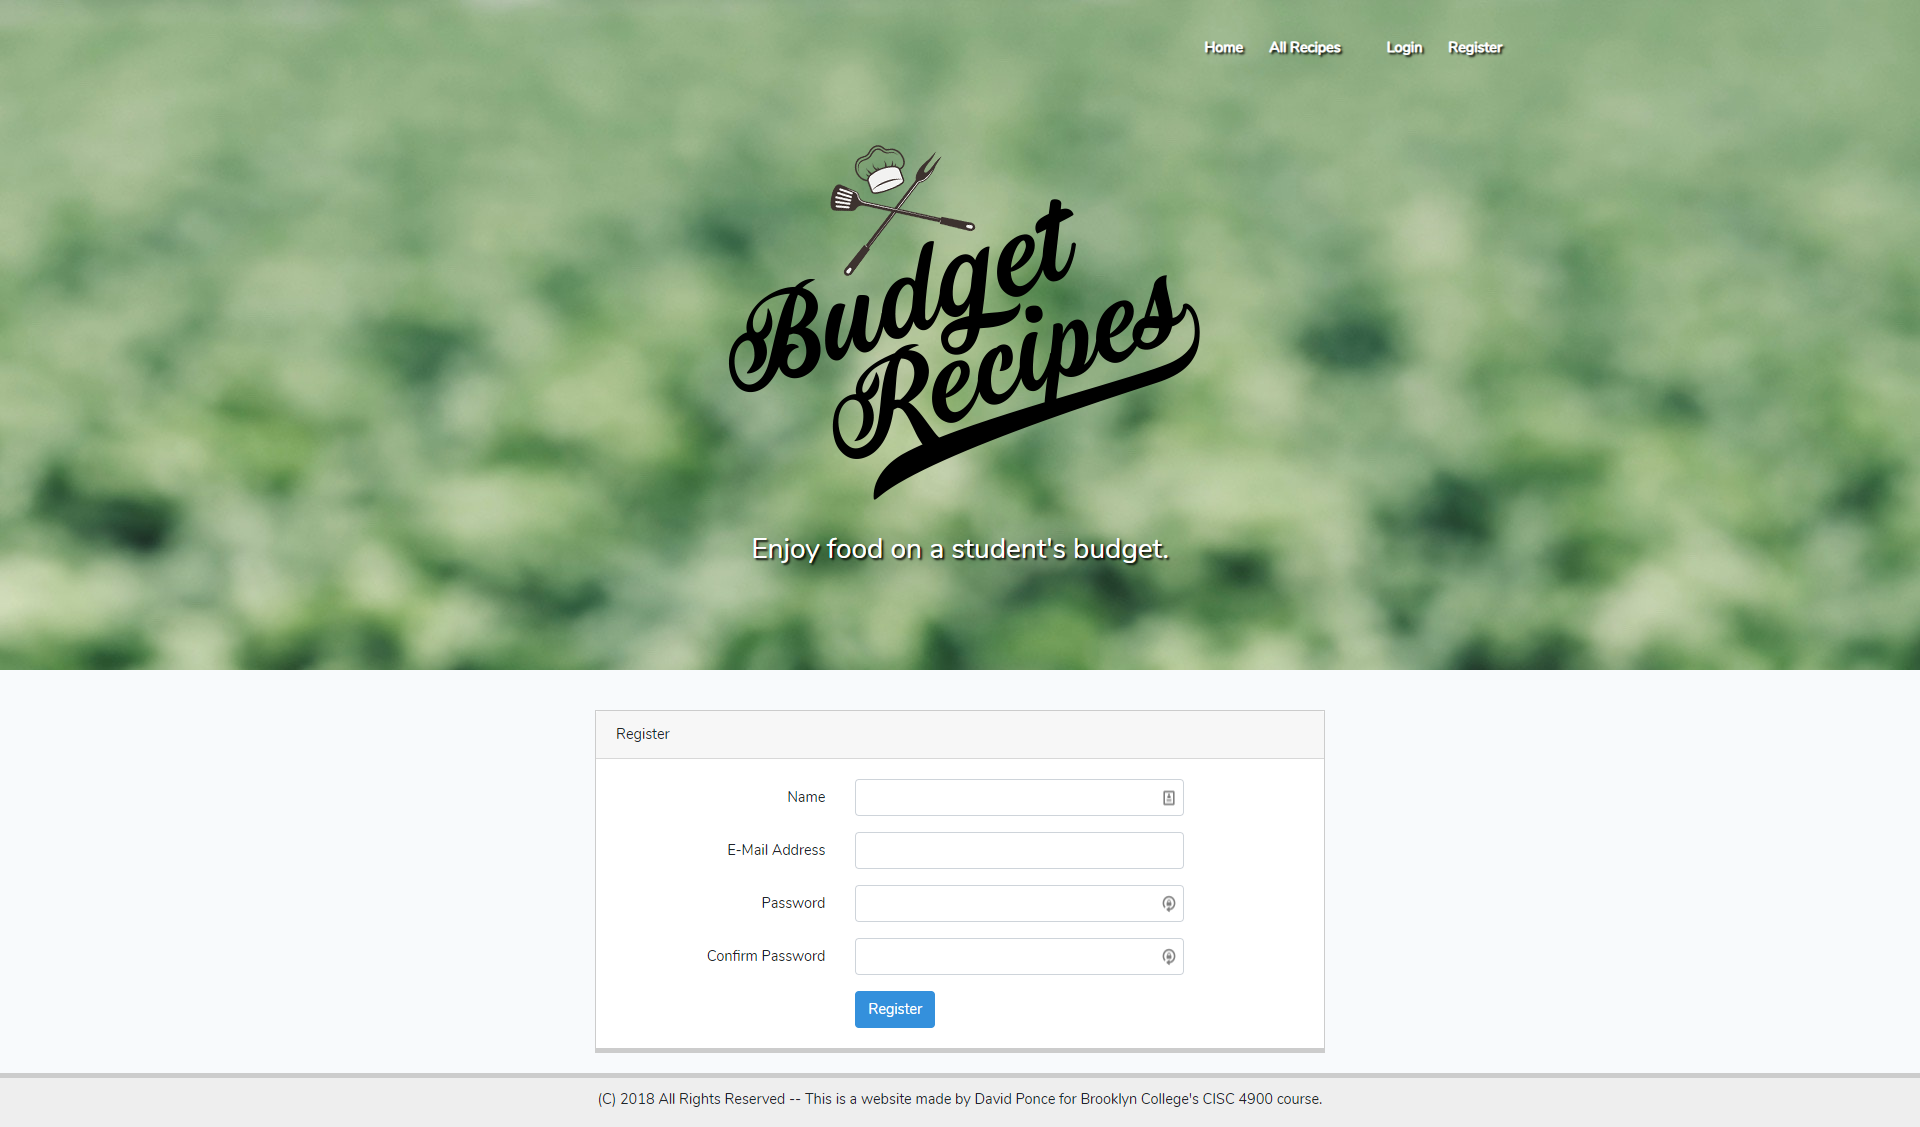 Home All Recipes Login Register
Budget
Recipes
Enjoy food on a student's budget.
Register
Name
E-Mail Address
Password
Confirm Password
Register
(C) 2018 All Rights Reserved -- This is a website made by David Ponce for Brooklyn College's CISC 4900 course.